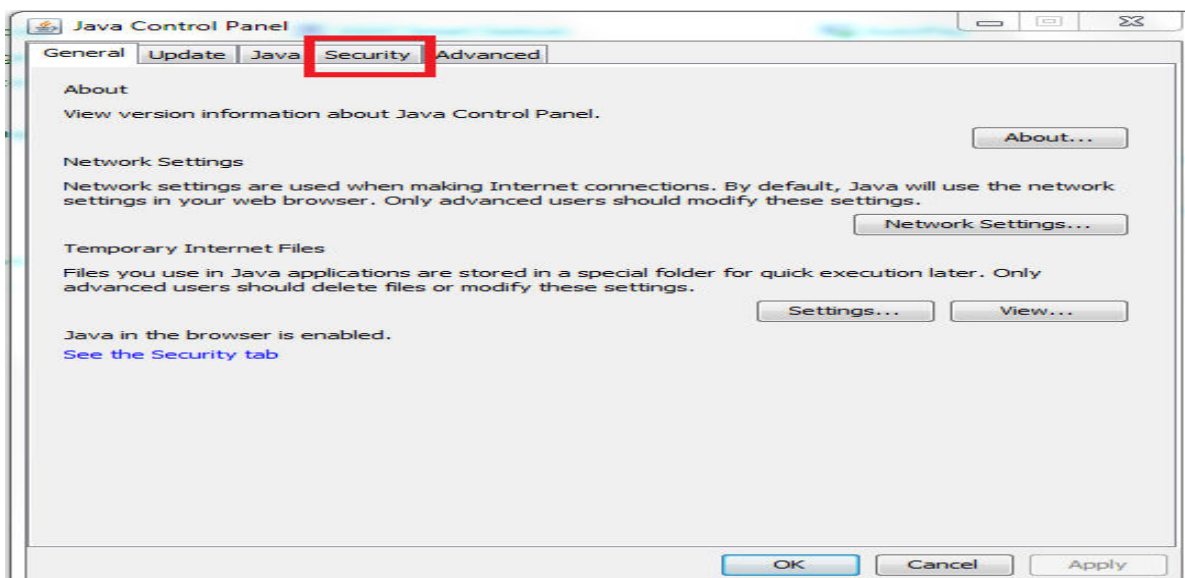 Java Control Panel
General Update Java Security Advanced
About
View version information about Java Control Panel.
About...
Network Settings
Network settings are used when making Internet connections. By default, Java will use the network
settings in your web browser. Only advanced users should modify these settings.
Network Settings...
Temporary Internet Files
Files you use in Java applications are stored in a special folder for quick execution later. Only
advanced users should delete files or modify these settings.
Settings... View...
Java in the browser is enabled.
See the Security tab
OK Cancel Apply